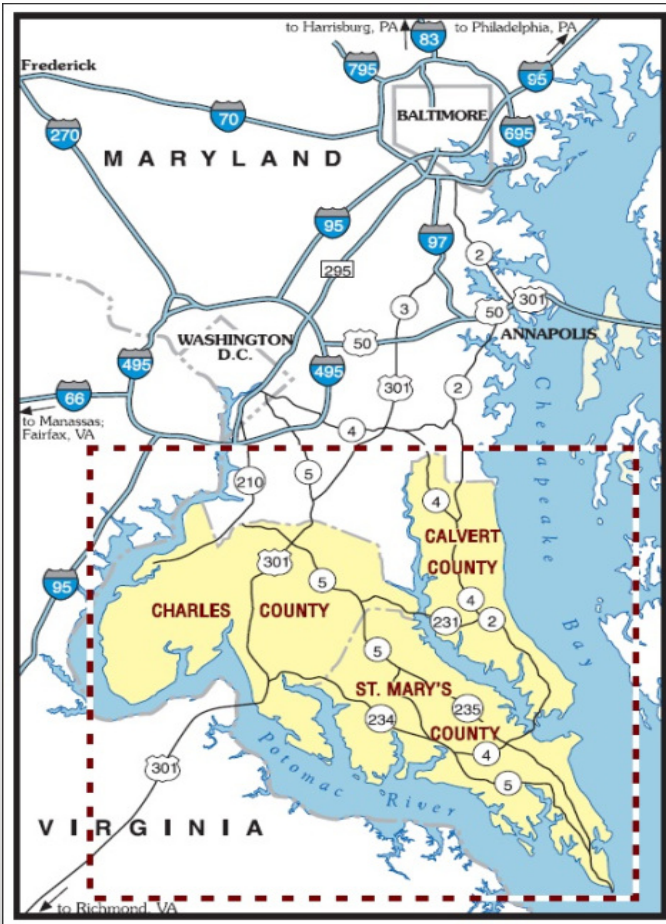 to Harrisburg, PA
to Philadelphia, PA
83
795
95
Frederick
70
BALTIMORE
695
270
MARYLAND
95
97
2
295
3
301
50
WASHINGTON
D.C.
50
ANNAPOLIS
495
495
301
2
66
4
to Manassas;
Fairfax, VA
Chesapeake
Bay
210
5
4
CALVERT
COUNTY
301
95
5
4
CHARLES COUNTY
231
2
5
ST. MARY'S
COUNTY
235
234
4
301
5
Potomac River
VIRGINIA
to Richmond, VA